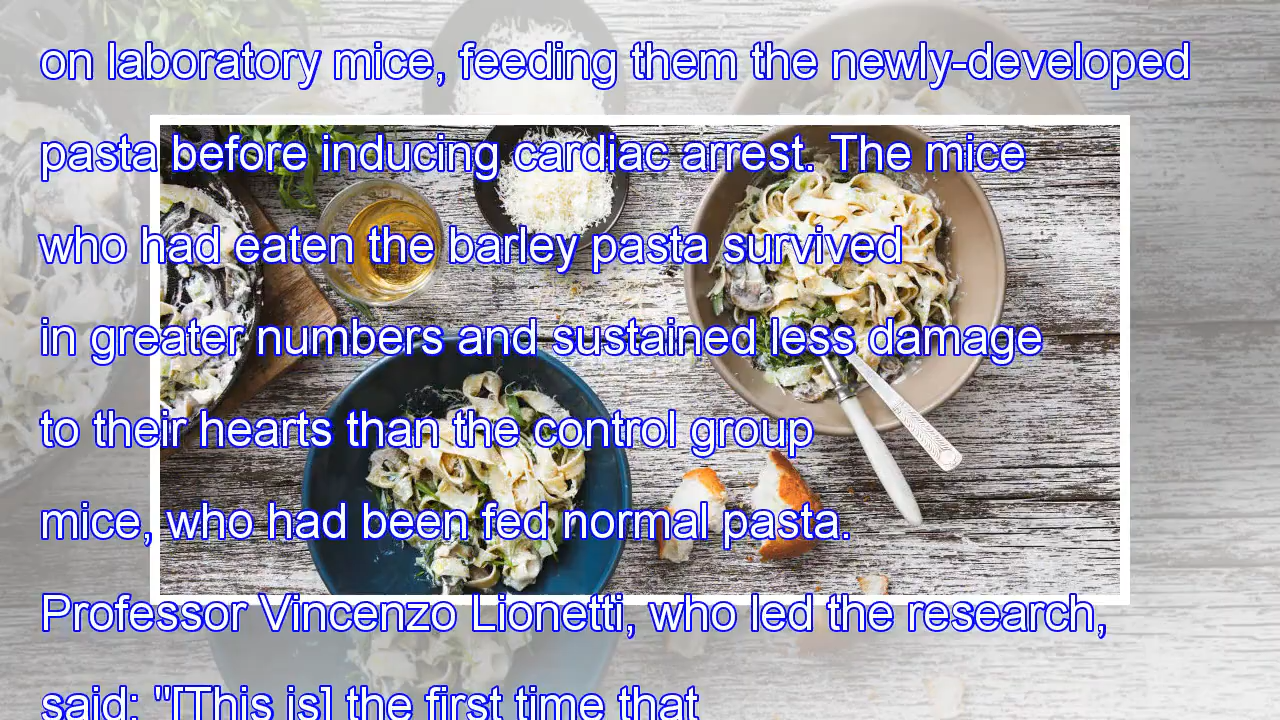 on laboratory mice, feeding them the newly-developed
pasta before inducing cardiac arrest. The mice
who had eaten the barley pasta survived
in greater numbers and sustained less damage
to their hearts than the control group
mice, who had been fed normal pasta.
Professor Vincenzo Lionetti, who led the research,
said: "[This is] the first time that